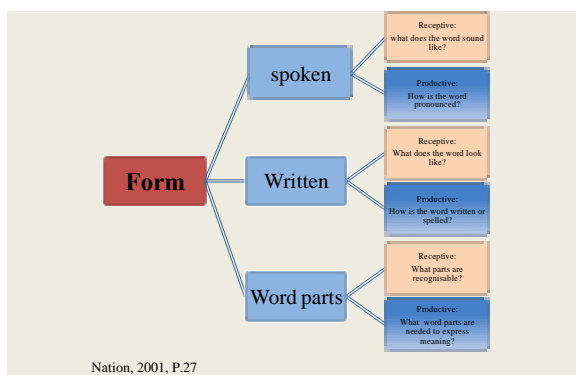 Form
spoken
Receptive:
what does the word sound
like?
Productive:
How is the word
pronounced?
Written
Receptive:
What does the word look
like?
Productive:
How is the word written or
spelled?
Word parts
Receptive:
What parts are
recognisable?
Productive:
What word parts are
needed to express
meaning?
Nation, 2001, P.27